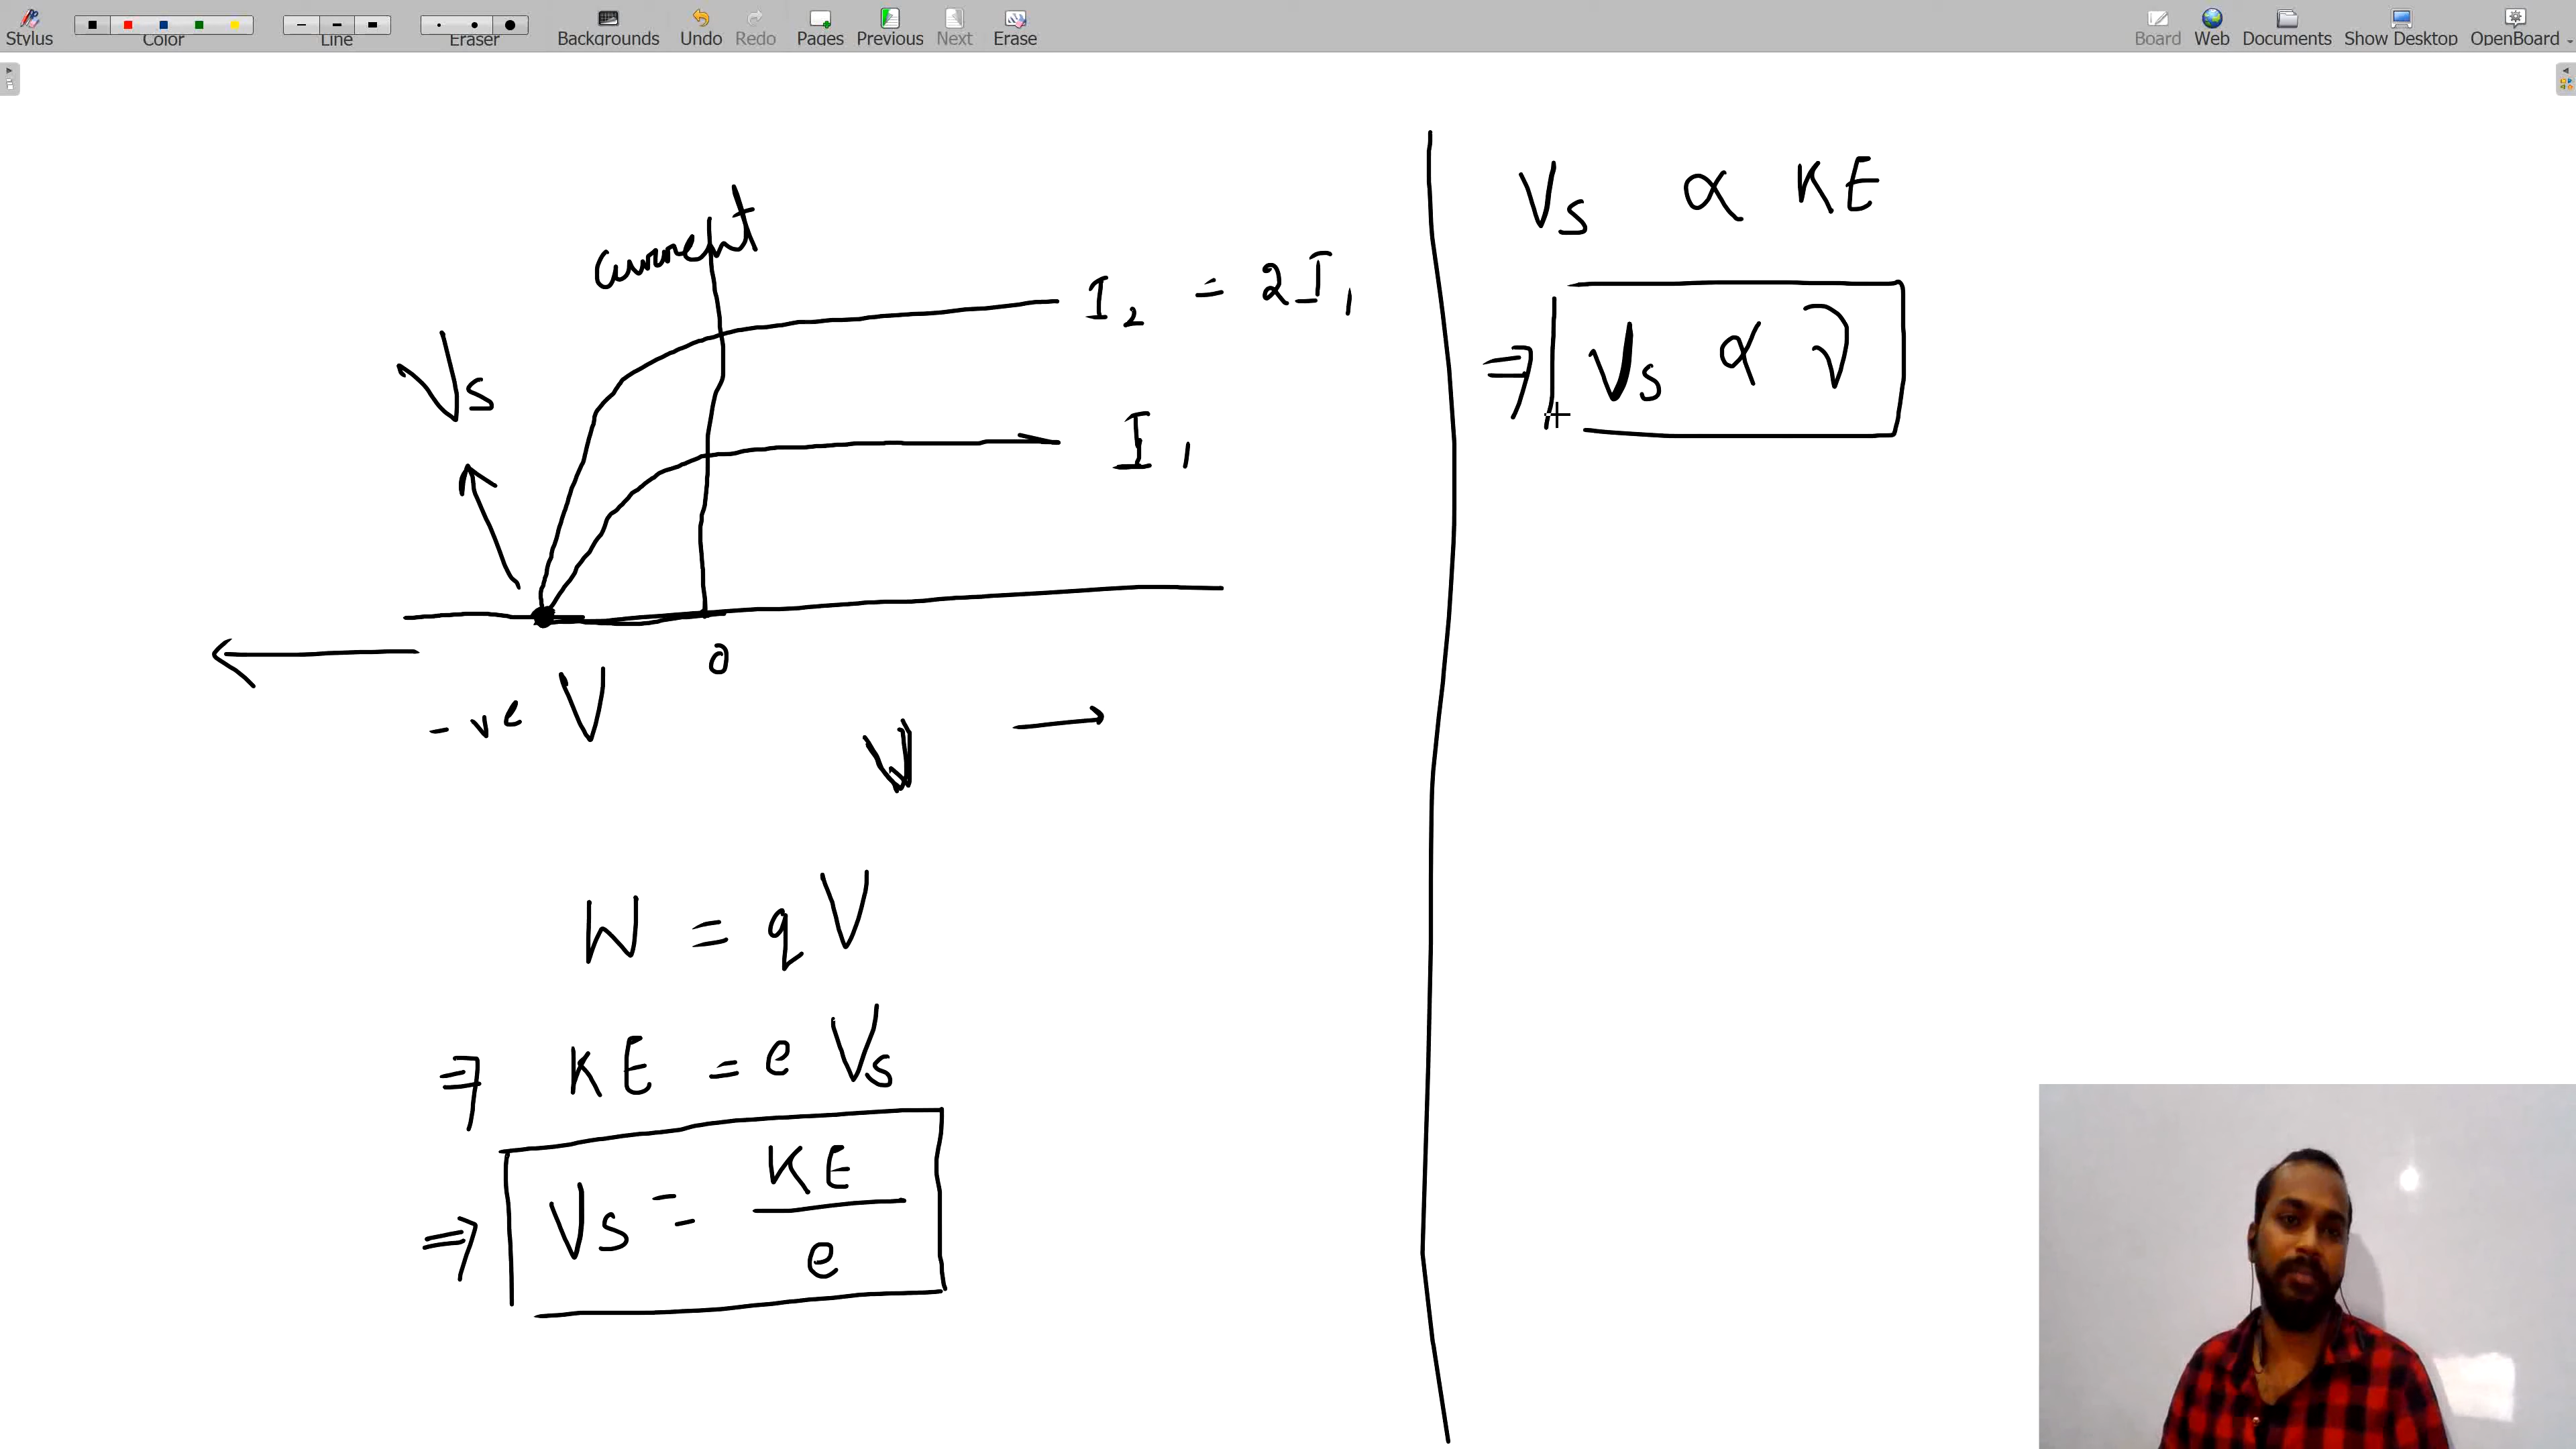 Stylus Color Line Eraser Backgrounds Undo Redo Pages Previous Next Erase Board Web Documents Show Desktop OpenBoard
current
I₂ = 2I₁
Vs
I₁
0
-ve V
V →
W = qV
⇒ KE = e Vs
⇒ Vs = KE / e
Vs ∝ KE
⇒ Vs ∝ ν